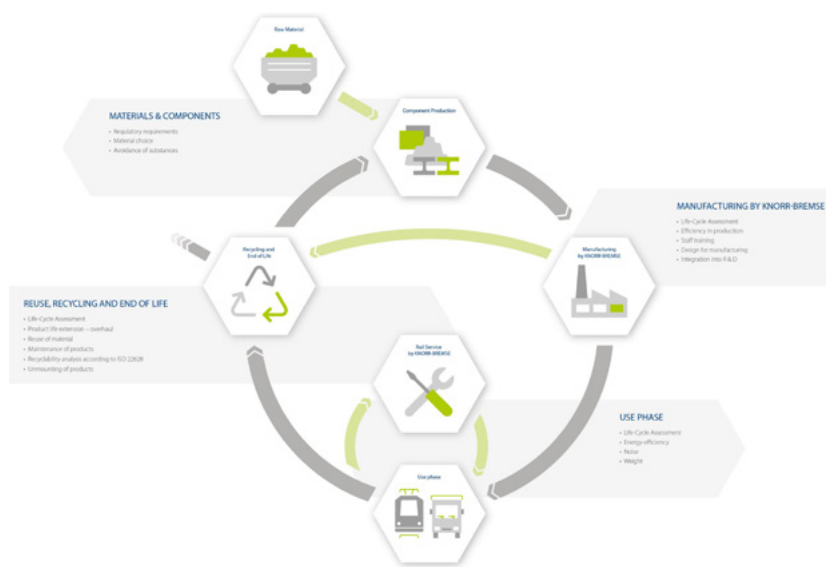 Raw Material
Component Production
MATERIALS & COMPONENTS
• Regulatory requirements
• Material choice
• Avoidance of substances
MANUFACTURING BY KNORR-BREMSE
• Life-Cycle Assessment
• Efficiency in production
• Staff training
• Design for manufacturing
• Integration into R&D
Recycling and
End of Life
Manufacturing
by KNORR-BREMSE
REUSE, RECYCLING AND END OF LIFE
• Life-Cycle Assessment
• Product life extension – overhaul
• Reuse of material
• Maintenance of products
• Recyclability analysis according to ISO 22628
• Unmounting of products
Rail Service
by KNORR-BREMSE
USE PHASE
• Life-Cycle Assessment
• Energy-efficiency
• Noise
• Weight
Use phase